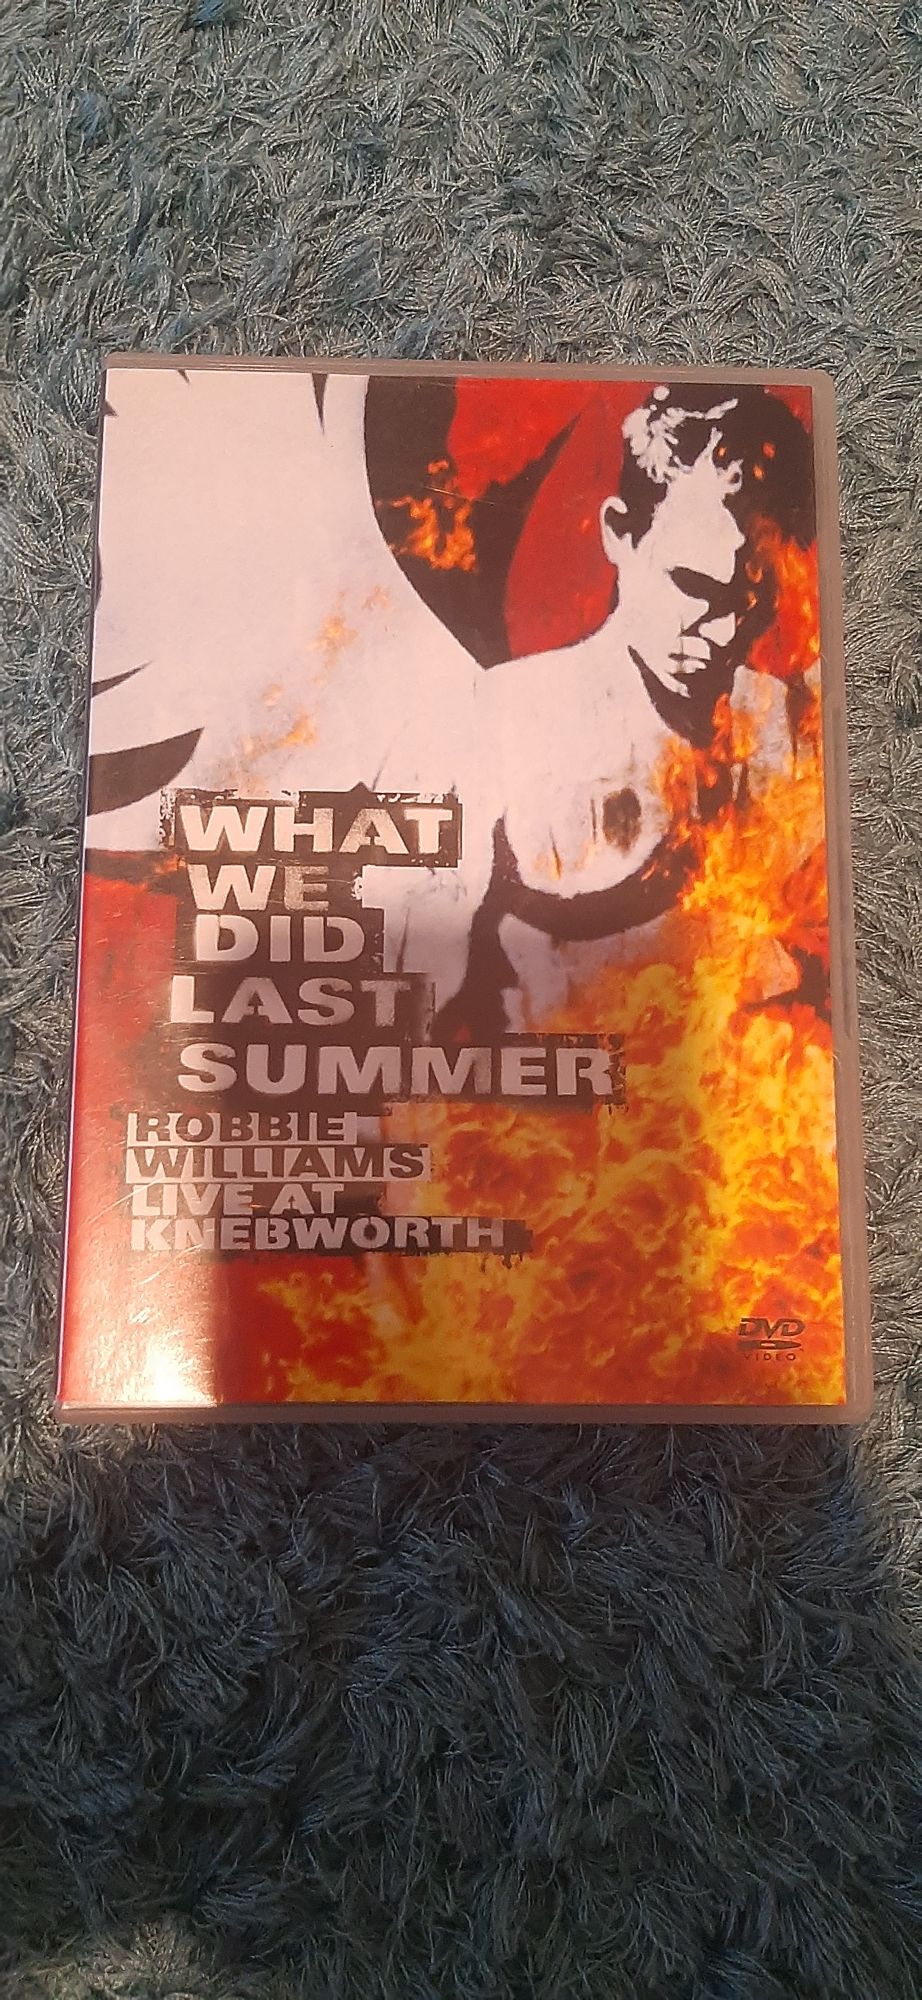 WHAT
WE
DID
LAST
SUMMER
ROBBIE
WILLIAMS
LIVE AT
KNEBWORTH
DVD
VIDEO